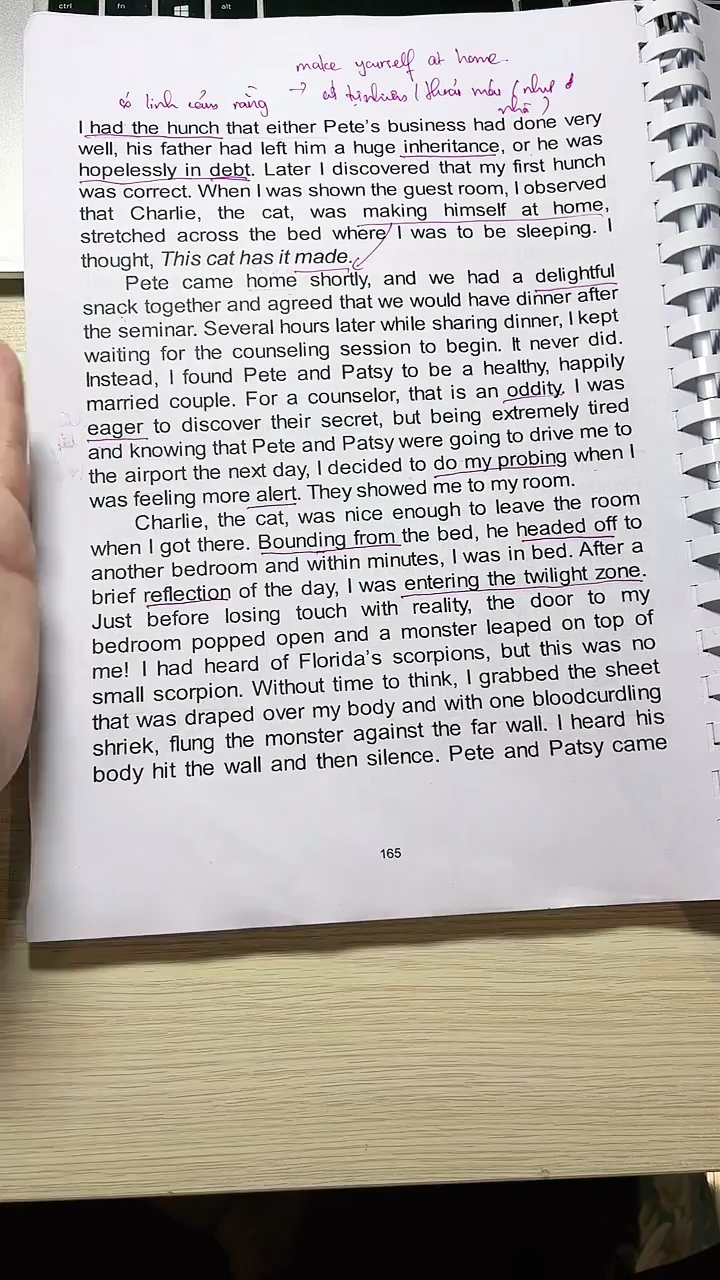 ctrl fn alt
make yourself at home.
có linh cảm rằng → cứ tự nhiên / thoải mái (như ở
nhà)
I had the hunch that either Pete's business had done very
well, his father had left him a huge inheritance, or he was
hopelessly in debt. Later I discovered that my first hunch
was correct. When I was shown the guest room, I observed
that Charlie, the cat, was making himself at home,
stretched across the bed where I was to be sleeping. I
thought, This cat has it made.
Pete came home shortly, and we had a delightful
snack together and agreed that we would have dinner after
the seminar. Several hours later while sharing dinner, I kept
waiting for the counseling session to begin. It never did.
Instead, I found Pete and Patsy to be a healthy, happily
married couple. For a counselor, that is an oddity. I was
eager to discover their secret, but being extremely tired
and knowing that Pete and Patsy were going to drive me to
the airport the next day, I decided to do my probing when I
was feeling more alert. They showed me to my room.
Charlie, the cat, was nice enough to leave the room
when I got there. Bounding from the bed, he headed off to
another bedroom and within minutes, I was in bed. After a
brief reflection of the day, I was entering the twilight zone.
Just before losing touch with reality, the door to my
bedroom popped open and a monster leaped on top of
me! I had heard of Florida's scorpions, but this was no
small scorpion. Without time to think, I grabbed the sheet
that was draped over my body and with one bloodcurdling
shriek, flung the monster against the far wall. I heard his
body hit the wall and then silence. Pete and Patsy came
165